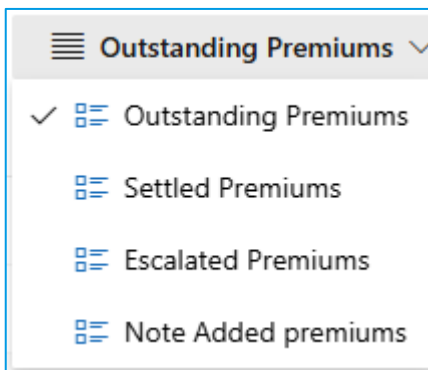 Outstanding Premiums
Outstanding Premiums
Settled Premiums
Escalated Premiums
Note Added premiums